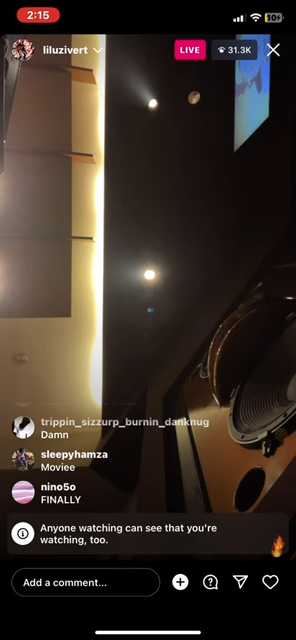 2:15
10+
liluzivert
LIVE
31.3K
trippin_sizzurp_burnin_danknug
Damn
sleepyhamza
Moviee
nino5o
FINALLY
Anyone watching can see that you're
watching, too.
Add a comment...